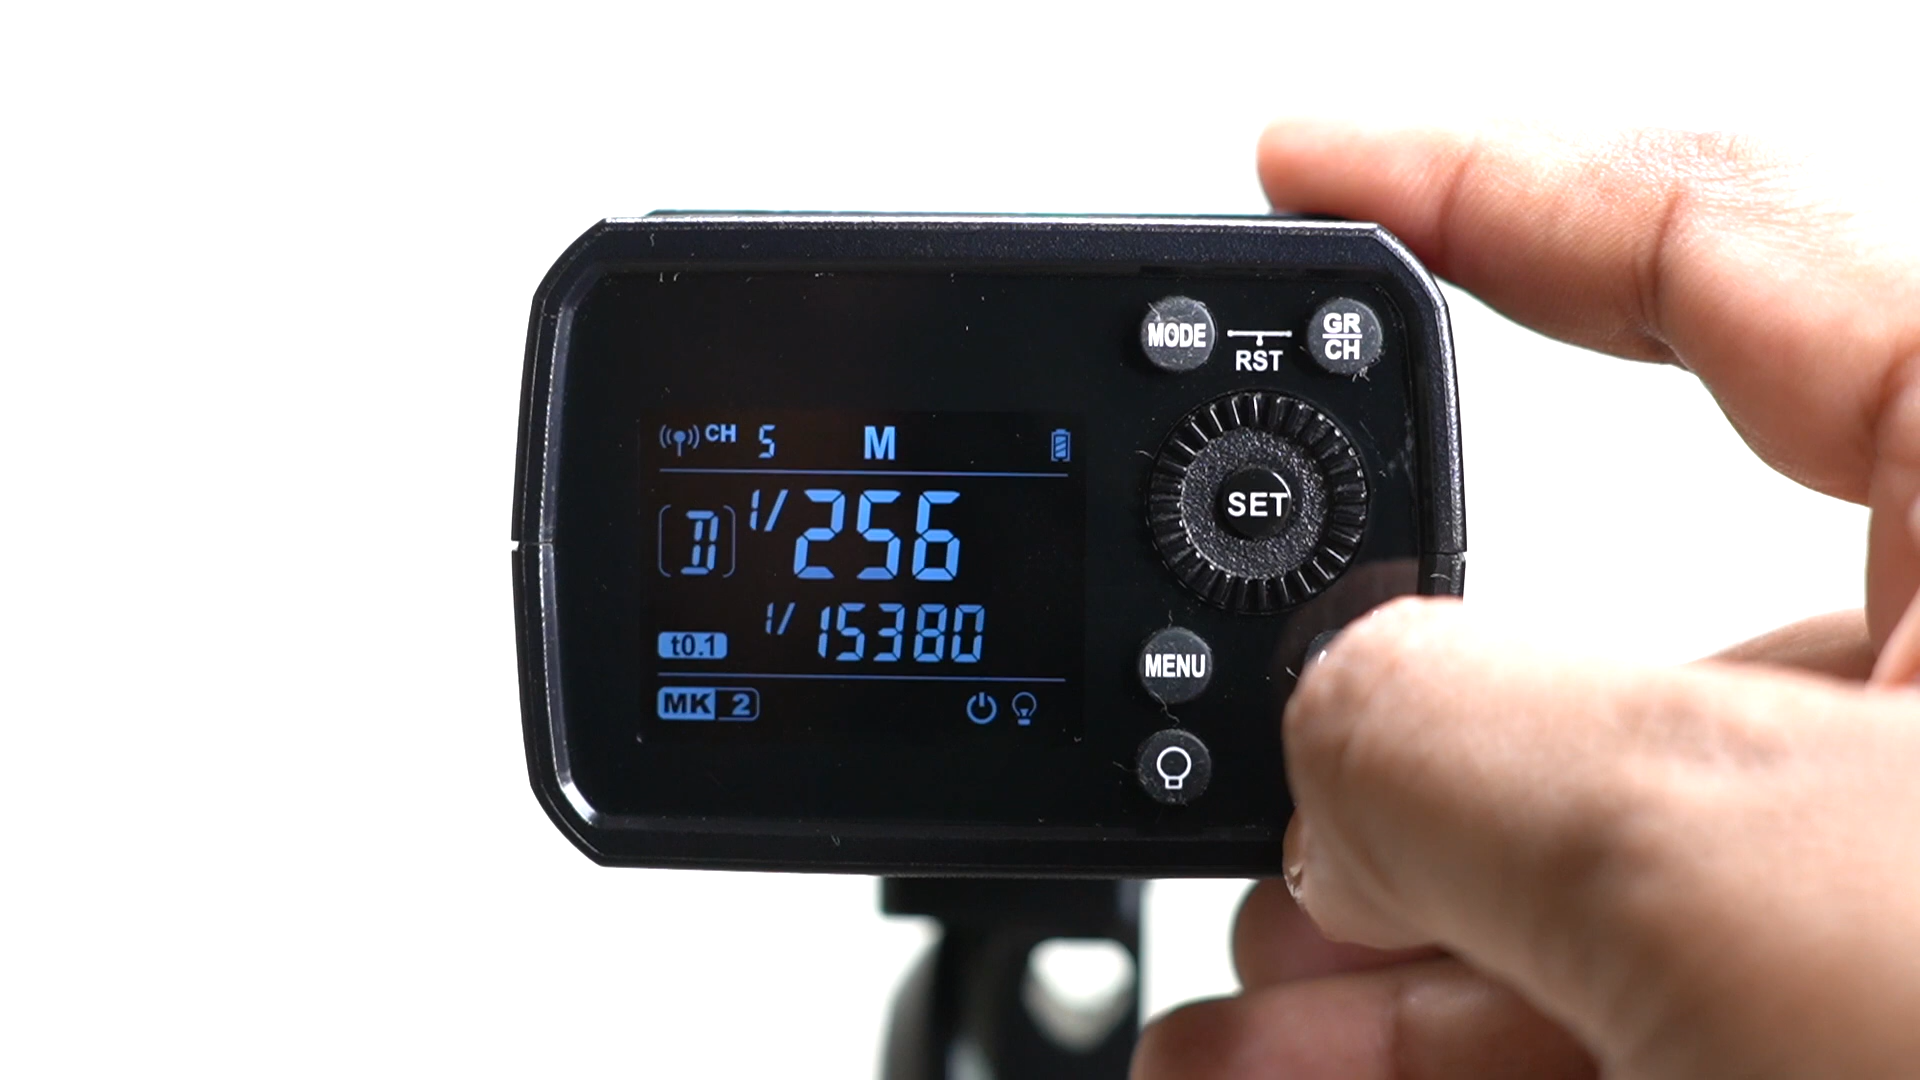 MODE
GR
CH
RST
CH 5 M
SET
D 1/256
t0.1 1/15380
MENU
MK 2